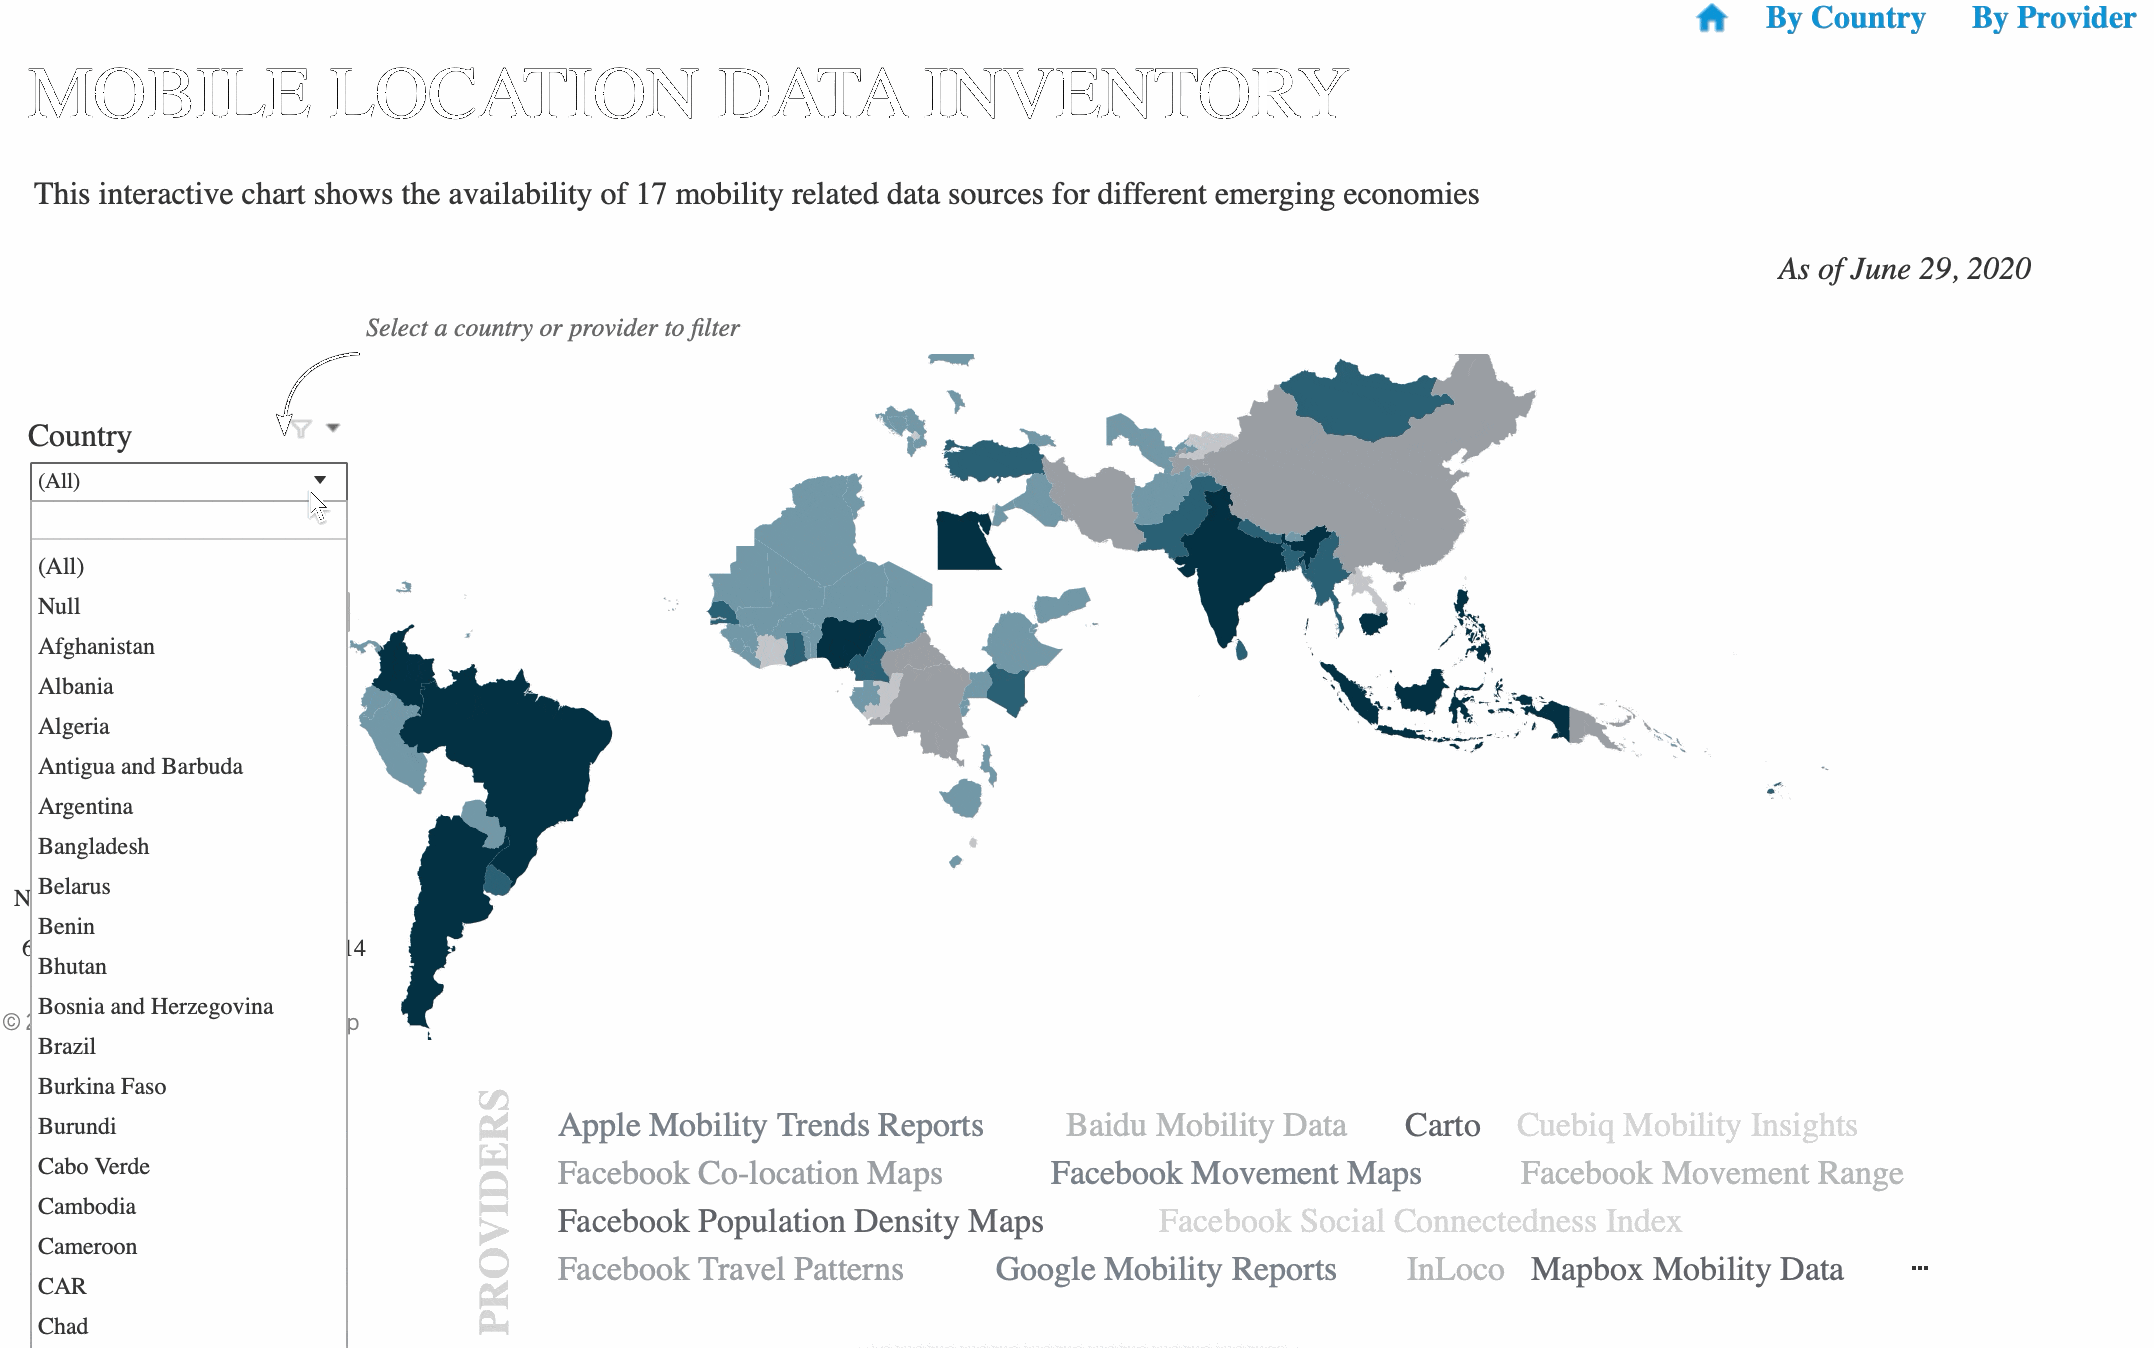 By Country By Provider
MOBILE LOCATION DATA INVENTORY
This interactive chart shows the availability of 17 mobility related data sources for different emerging economies
As of June 29, 2020
Select a country or provider to filter
Country
(All)
(All)
Null
Afghanistan
Albania
Algeria
Antigua and Barbuda
Argentina
Bangladesh
Belarus
Benin
Bhutan
Bosnia and Herzegovina
Brazil
Burkina Faso
Burundi
Cabo Verde
Cambodia
Cameroon
CAR
Chad
N
6 14
© 2 p
PROVIDERS
Apple Mobility Trends Reports Baidu Mobility Data Carto Cuebiq Mobility Insights
Facebook Co-location Maps Facebook Movement Maps Facebook Movement Range
Facebook Population Density Maps Facebook Social Connectedness Index
Facebook Travel Patterns Google Mobility Reports InLoco Mapbox Mobility Data ...